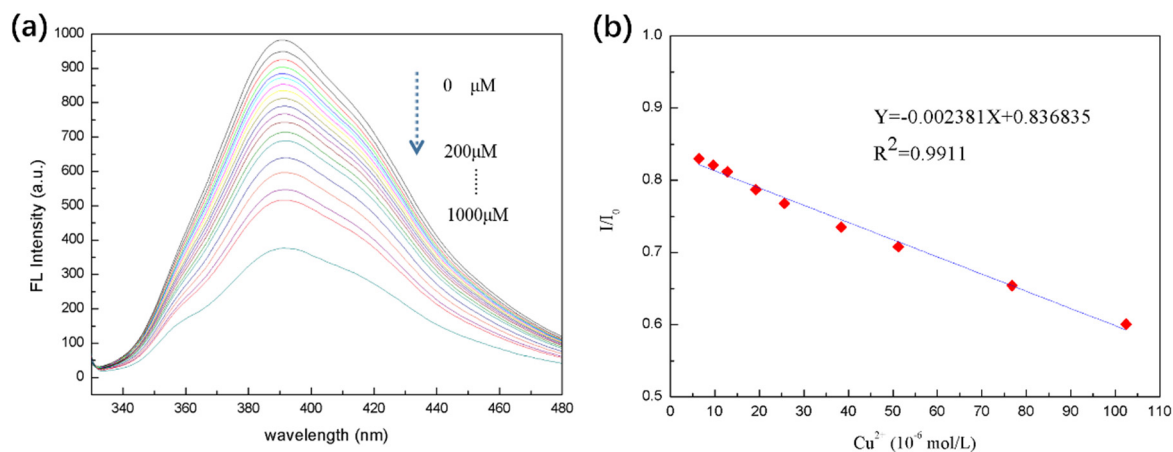 (a)
1000
900
800
700
600
500
400
300
200
100
0
FL Intensity (a.u.)
0 μM
200μM
1000μM
340 360 380 400 420 440 460 480
wavelength (nm)
(b)
1.0
0.9
0.8
0.7
0.6
0.5
I/I₀
Y=-0.002381X+0.836835
R²=0.9911
0 10 20 30 40 50 60 70 80 90 100 110
Cu²⁺ (10⁻⁶ mol/L)